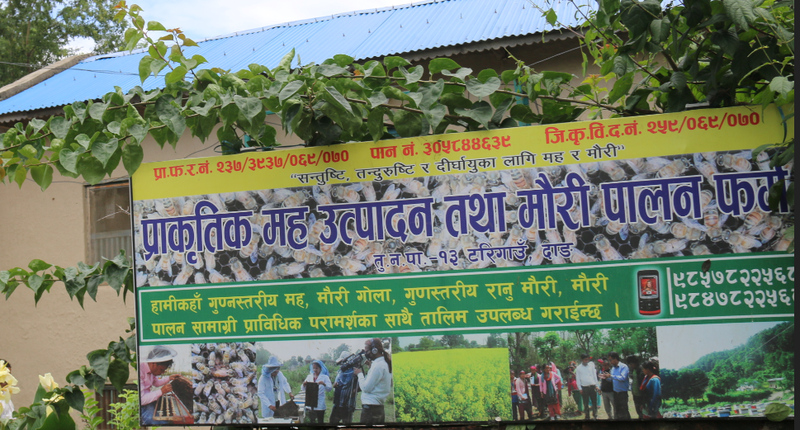 प्रा.फ.र.नं. २३७/३९३७/०६९/०७० पान नं. ३०५८४४६३९ जि.कृ.वि.द.नं. २५९/०६९/०७०
"सन्तुष्टि, तन्दुरुष्टि र दीर्घायुका लागि मह र मौरी"
प्राकृतिक मह उत्पादन तथा मौरी पालन फर्म
तु.न.पा.-१३ टरिगाउँ, दाङ
हामीकहाँ गुणस्तरीय मह, मौरी गोला, गुणस्तरीय रानु मौरी, मौरी
पालन सामाग्री प्राविधिक परामर्शका साथै तालिम उपलब्ध गराईन्छ ।
९८५७८२२५६८
९८४७८२२५६८